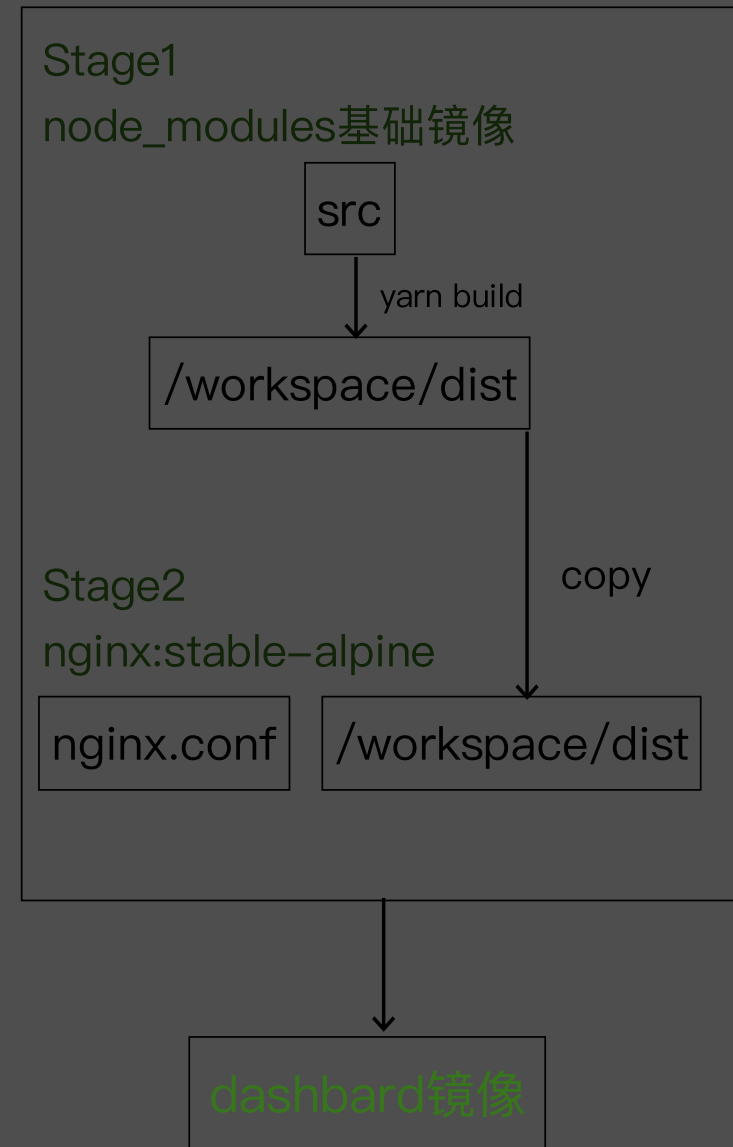 Stage1
node_modules基础镜像
src
yarn build
/workspace/dist
copy
Stage2
nginx:stable-alpine
nginx.conf
/workspace/dist
dashbard镜像